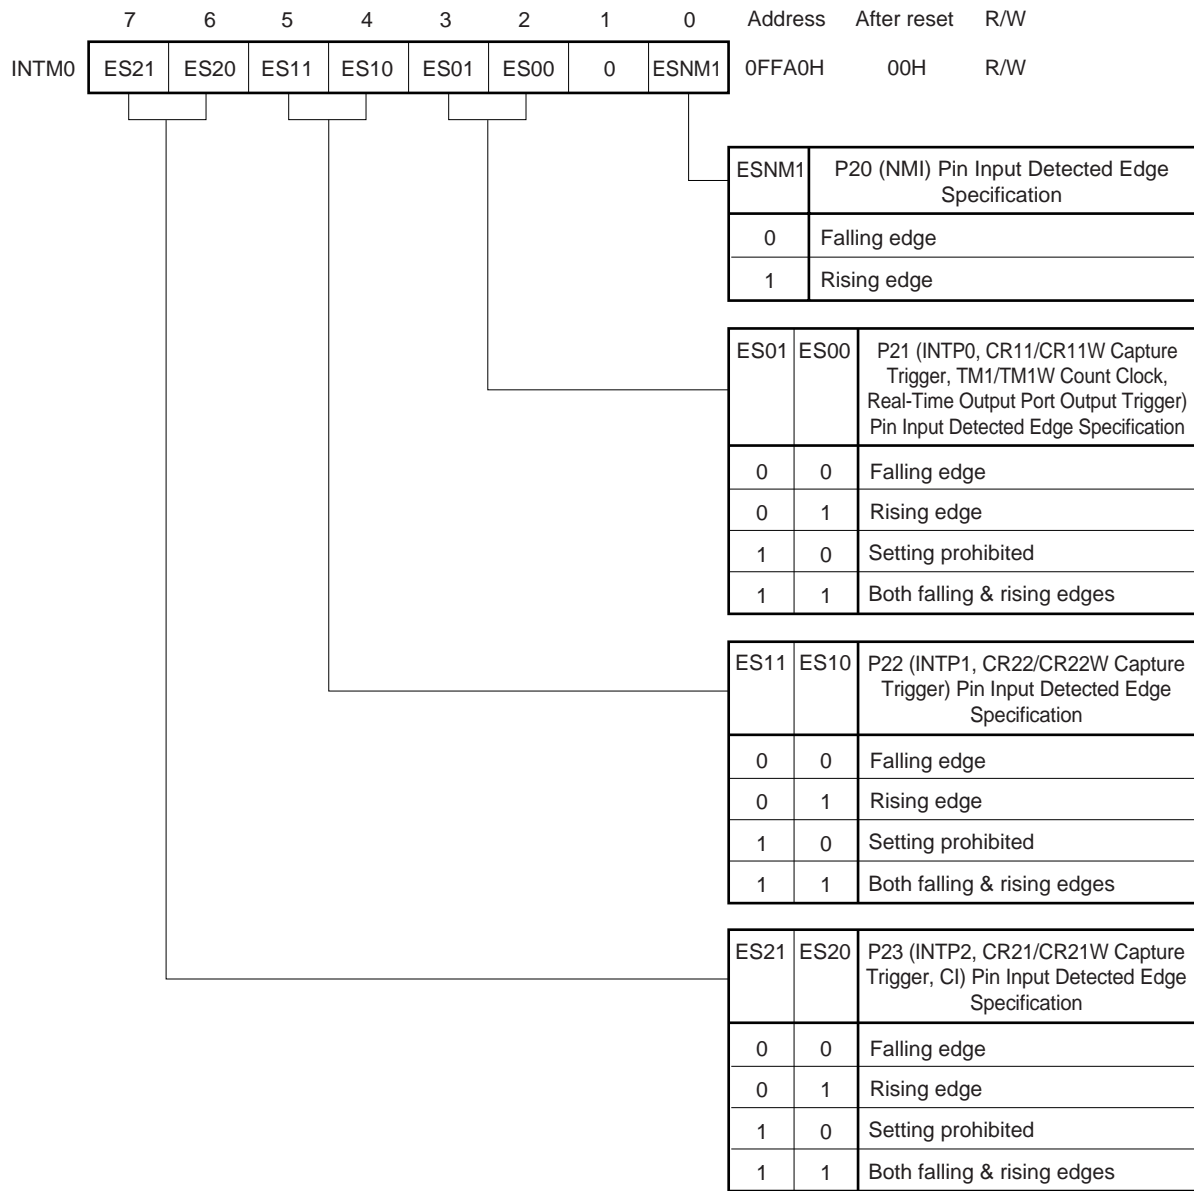 7 6 5 4 3 2 1 0 Address After reset R/W
INTM0 ES21 ES20 ES11 ES10 ES01 ES00 0 ESNM1 0FFA0H 00H R/W
ESNM1 P20 (NMI) Pin Input Detected Edge
Specification
0 Falling edge
1 Rising edge
ES01 ES00 P21 (INTP0, CR11/CR11W Capture
Trigger, TM1/TM1W Count Clock,
Real-Time Output Port Output Trigger)
Pin Input Detected Edge Specification
0 0 Falling edge
0 1 Rising edge
1 0 Setting prohibited
1 1 Both falling & rising edges
ES11 ES10 P22 (INTP1, CR22/CR22W Capture
Trigger) Pin Input Detected Edge
Specification
0 0 Falling edge
0 1 Rising edge
1 0 Setting prohibited
1 1 Both falling & rising edges
ES21 ES20 P23 (INTP2, CR21/CR21W Capture
Trigger, CI) Pin Input Detected Edge
Specification
0 0 Falling edge
0 1 Rising edge
1 0 Setting prohibited
1 1 Both falling & rising edges